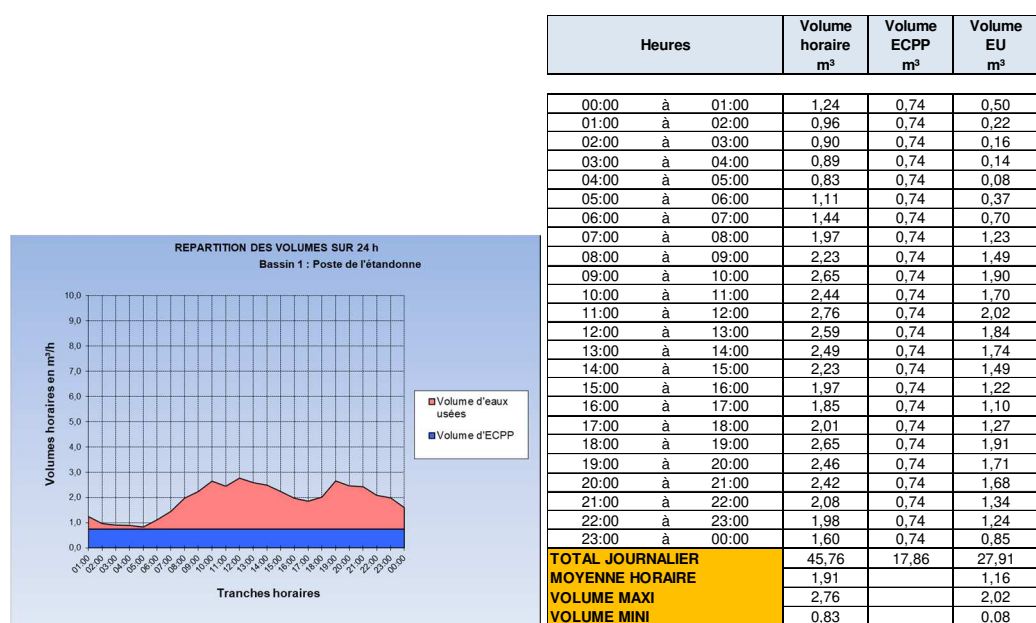 REPARTITION DES VOLUMES SUR 24 h
Bassin 1 : Poste de l'étandonne
Volumes horaires en m³/h
10,0
9,0
8,0
7,0
6,0
5,0
4,0
3,0
2,0
1,0
0,0
01:00 02:00 03:00 04:00 05:00 06:00 07:00 08:00 09:00 10:00 11:00 12:00 13:00 14:00 15:00 16:00 17:00 18:00 19:00 20:00 21:00 22:00 23:00 00:00
Tranches horaires
Volume d'eaux
usées
Volume d'ECPP
Heures Volume horaire m³ Volume ECPP m³ Volume EU m³
00:00 à 01:00 1,24 0,74 0,50
01:00 à 02:00 0,96 0,74 0,22
02:00 à 03:00 0,90 0,74 0,16
03:00 à 04:00 0,89 0,74 0,14
04:00 à 05:00 0,83 0,74 0,08
05:00 à 06:00 1,11 0,74 0,37
06:00 à 07:00 1,44 0,74 0,70
07:00 à 08:00 1,97 0,74 1,23
08:00 à 09:00 2,23 0,74 1,49
09:00 à 10:00 2,65 0,74 1,90
10:00 à 11:00 2,44 0,74 1,70
11:00 à 12:00 2,76 0,74 2,02
12:00 à 13:00 2,59 0,74 1,84
13:00 à 14:00 2,49 0,74 1,74
14:00 à 15:00 2,23 0,74 1,49
15:00 à 16:00 1,97 0,74 1,22
16:00 à 17:00 1,85 0,74 1,10
17:00 à 18:00 2,01 0,74 1,27
18:00 à 19:00 2,65 0,74 1,91
19:00 à 20:00 2,46 0,74 1,71
20:00 à 21:00 2,42 0,74 1,68
21:00 à 22:00 2,08 0,74 1,34
22:00 à 23:00 1,98 0,74 1,24
23:00 à 00:00 1,60 0,74 0,85
TOTAL JOURNALIER 45,76 17,86 27,91
MOYENNE HORAIRE 1,91 1,16
VOLUME MAXI 2,76 2,02
VOLUME MINI 0,83 0,08